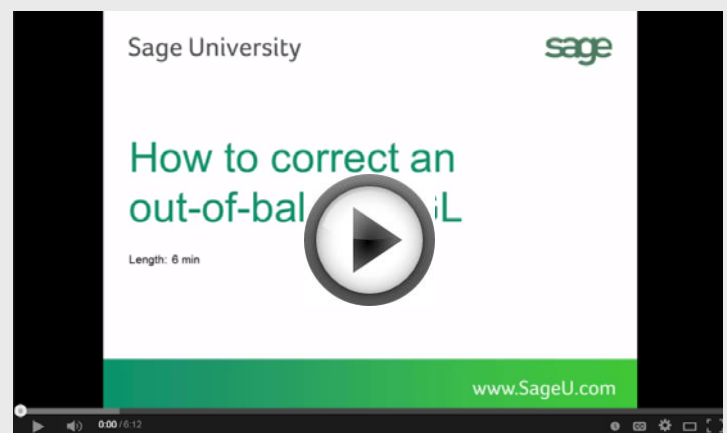 Sage University
sage
How to correct an
out-of-bal L
Length: 6 min
www.SageU.com
0:00 / 6:12